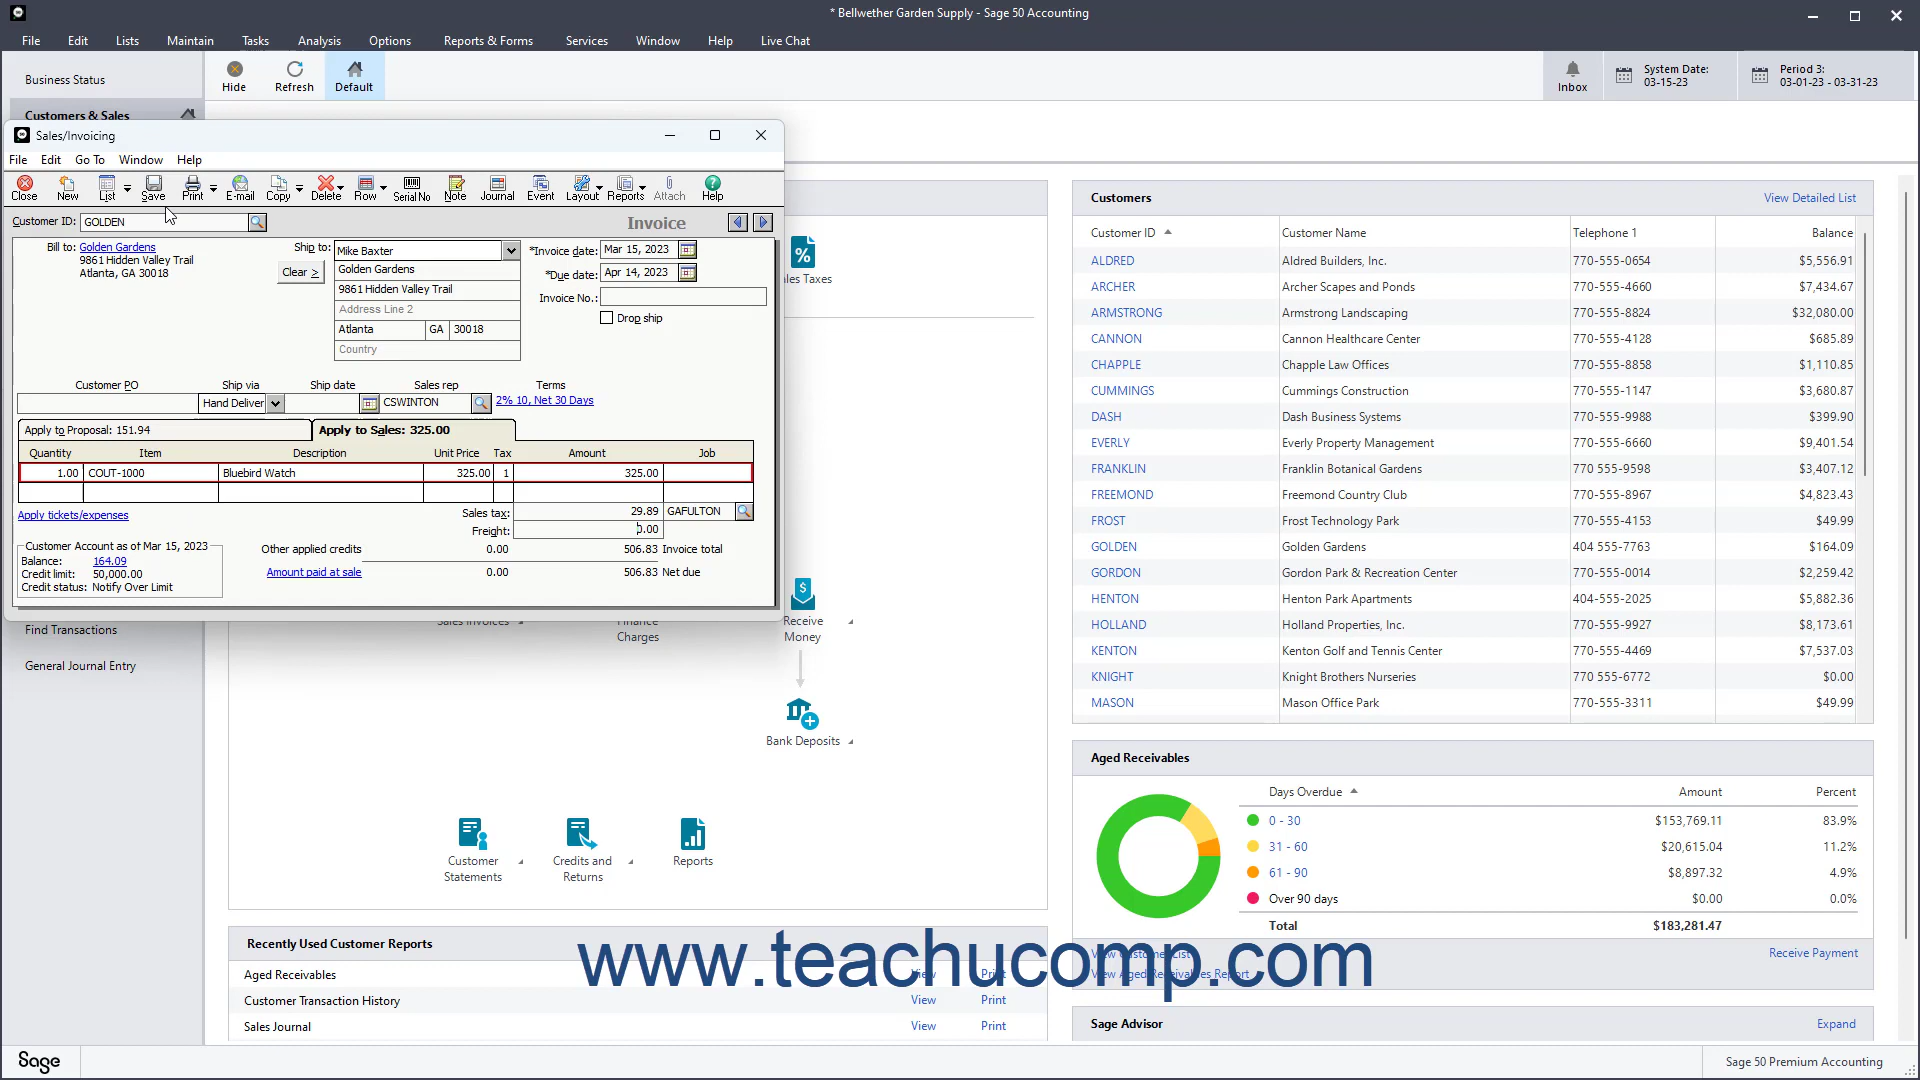 * Bellwether Garden Supply - Sage 50 Accounting
File Edit Lists Maintain Tasks Analysis Options Reports & Forms Services Window Help Live Chat
Business Status
Customers & Sales
Hide Refresh Default
Inbox
System Date:
03-15-23
Period 3:
03-01-23 - 03-31-23
Sales/Invoicing
File Edit Go To Window Help
Close New List Save Print E-mail Copy Delete Row Serial No Note Journal Event Layout Reports Attach Help
Customer ID: GOLDEN
Invoice
Bill to: Golden Gardens
9861 Hidden Valley Trail
Atlanta, GA 30018
Ship to: Mike Baxter
Clear >
Golden Gardens
9861 Hidden Valley Trail
Address Line 2
Atlanta GA 30018
Country
*Invoice date: Mar 15, 2023
*Due date: Apr 14, 2023
Invoice No.:
Drop ship
Customer PO Ship via Ship date Sales rep Terms
Hand Deliver CSWINTON 2% 10, Net 30 Days
Apply to Proposal: 151.94 Apply to Sales: 325.00
Quantity Item Description Unit Price Tax Amount Job
1.00 COUT-1000 Bluebird Watch 325.00 1 325.00
Apply tickets/expenses
Sales tax: 29.89 GAFULTON
Freight: 0.00
Customer Account as of Mar 15, 2023
Balance: 164.09
Credit limit: 50,000.00
Credit status: Notify Over Limit
Other applied credits 0.00 506.83 Invoice total
Amount paid at sale 0.00 506.83 Net due
Find Transactions
General Journal Entry
les Taxes
Sales Invoices
Finance
Charges
Receive
Money
Bank Deposits
Customer
Statements
Credits and
Returns
Reports
Recently Used Customer Reports
Aged Receivables View Print
Customer Transaction History View Print
Sales Journal View Print
Customers View Detailed List
Customer ID Customer Name Telephone 1 Balance
ALDRED Aldred Builders, Inc. 770-555-0654 $5,556.91
ARCHER Archer Scapes and Ponds 770-555-4660 $7,434.67
ARMSTRONG Armstrong Landscaping 770-555-8824 $32,080.00
CANNON Cannon Healthcare Center 770-555-4128 $685.89
CHAPPLE Chapple Law Offices 770-555-8858 $1,110.85
CUMMINGS Cummings Construction 770-555-1147 $3,680.87
DASH Dash Business Systems 770-555-9988 $399.90
EVERLY Everly Property Management 770-555-6660 $9,401.54
FRANKLIN Franklin Botanical Gardens 770 555-9598 $3,407.12
FREEMOND Freemond Country Club 770-555-8967 $4,823.43
FROST Frost Technology Park 770-555-4153 $49.99
GOLDEN Golden Gardens 404 555-7763 $164.09
GORDON Gordon Park & Recreation Center 770-555-0014 $2,259.42
HENTON Henton Park Apartments 404-555-2025 $5,882.36
HOLLAND Holland Properties, Inc. 770-555-9927 $8,173.61
KENTON Kenton Golf and Tennis Center 770-555-4469 $7,537.03
KNIGHT Knight Brothers Nurseries 770 555-6772 $0.00
MASON Mason Office Park 770-555-3311 $49.99
Aged Receivables
Days Overdue Amount Percent
0 - 30 $153,769.11 83.9%
31 - 60 $20,615.04 11.2%
61 - 90 $8,897.32 4.9%
Over 90 days $0.00 0.0%
Total $183,281.47
View Customer List Receive Payment
View Aged Receivables Report
www.teachucomp.com
Sage Advisor Expand
Sage
Sage 50 Premium Accounting